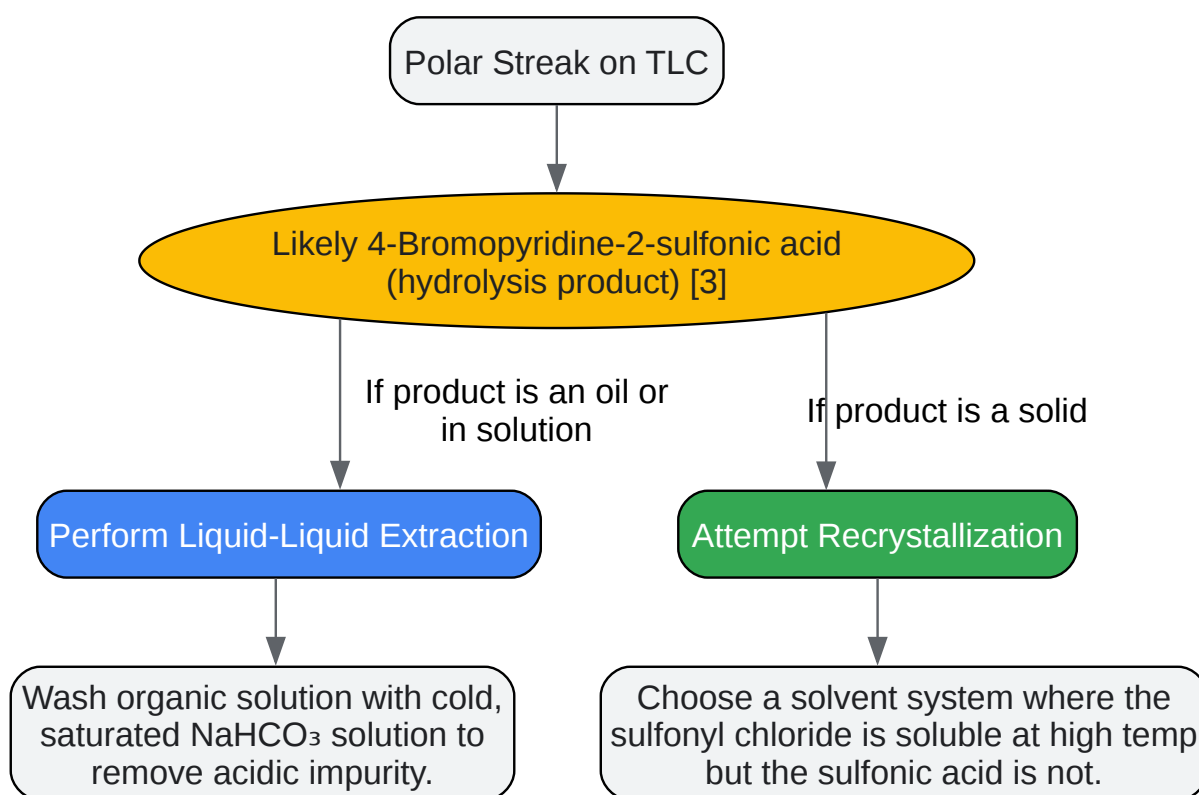 Polar Streak on TLC
Likely 4-Bromopyridine-2-sulfonic acid
(hydrolysis product) [3]
If product is an oil or
in solution
If product is a solid
Perform Liquid-Liquid Extraction
Attempt Recrystallization
Wash organic solution with cold,
saturated NaHCO₃ solution to
remove acidic impurity.
Choose a solvent system where the
sulfonyl chloride is soluble at high temp
but the sulfonic acid is not.